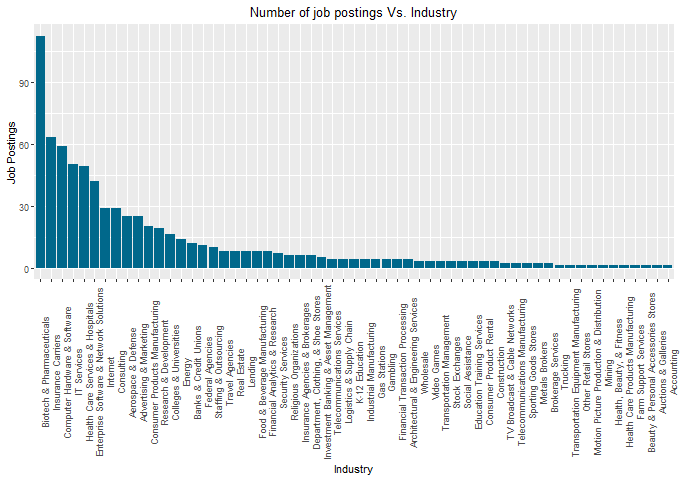 Number of job postings Vs. Industry
Job Postings
90
60
30
0
Biotech & Pharmaceuticals
Insurance Carriers
Computer Hardware & Software
IT Services
Health Care Services & Hospitals
Enterprise Software & Network Solutions
Internet
Consulting
Aerospace & Defense
Advertising & Marketing
Consumer Products Manufacturing
Research & Development
Colleges & Universities
Energy
Banks & Credit Unions
Federal Agencies
Staffing & Outsourcing
Travel Agencies
Real Estate
Lending
Food & Beverage Manufacturing
Financial Analytics & Research
Security Services
Religious Organizations
Insurance Agencies & Brokerages
Department, Clothing, & Shoe Stores
Investment Banking & Asset Management
Telecommunications Services
Logistics & Supply Chain
K-12 Education
Industrial Manufacturing
Gas Stations
Gambling
Financial Transaction Processing
Architectural & Engineering Services
Wholesale
Video Games
Transportation Management
Stock Exchanges
Social Assistance
Education Training Services
Consumer Product Rental
Construction
TV Broadcast & Cable Networks
Telecommunications Manufacturing
Sporting Goods Stores
Metals Brokers
Brokerage Services
Trucking
Transportation Equipment Manufacturing
Other Retail Stores
Motion Picture Production & Distribution
Mining
Health, Beauty, & Fitness
Health Care Products Manufacturing
Farm Support Services
Beauty & Personal Accessories Stores
Auctions & Galleries
Accounting
Industry